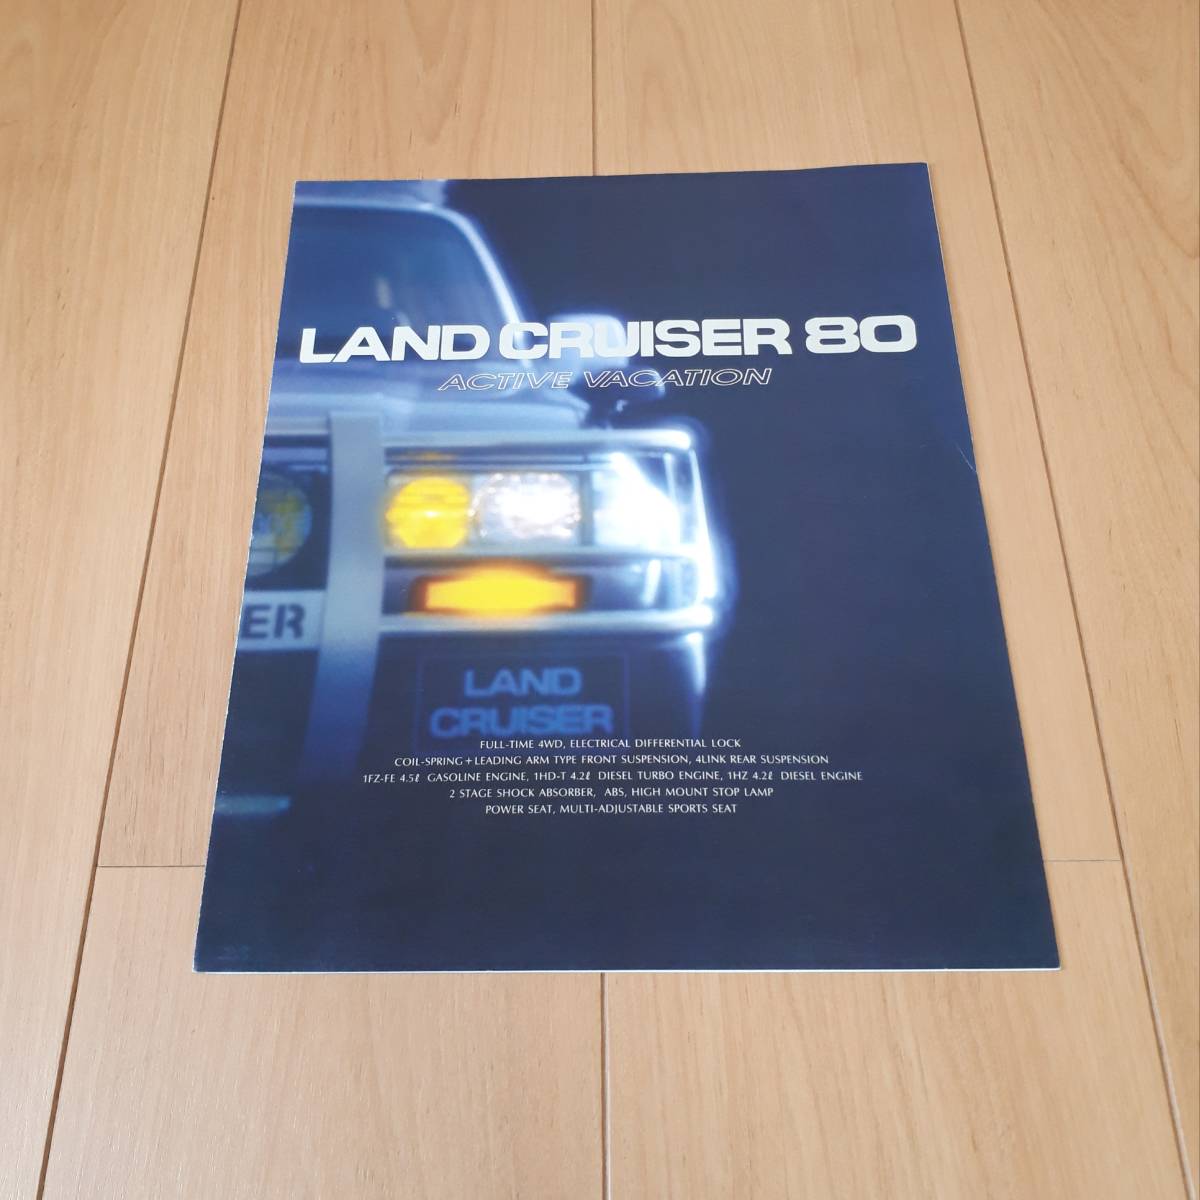 LAND CRUISER 80
ACTIVE VACATION
ER
LAND
CRUISER
FULL-TIME 4WD, ELECTRICAL DIFFERENTIAL LOCK
COIL-SPRING+LEADING ARM TYPE FRONT SUSPENSION, 4LINK REAR SUSPENSION
1FZ-FE 4.5ℓ GASOLINE ENGINE, 1HD-T 4.2ℓ DIESEL TURBO ENGINE, 1HZ 4.2ℓ DIESEL ENGINE
2 STAGE SHOCK ABSORBER, ABS, HIGH MOUNT STOP LAMP
POWER SEAT, MULTI-ADJUSTABLE SPORTS SEAT